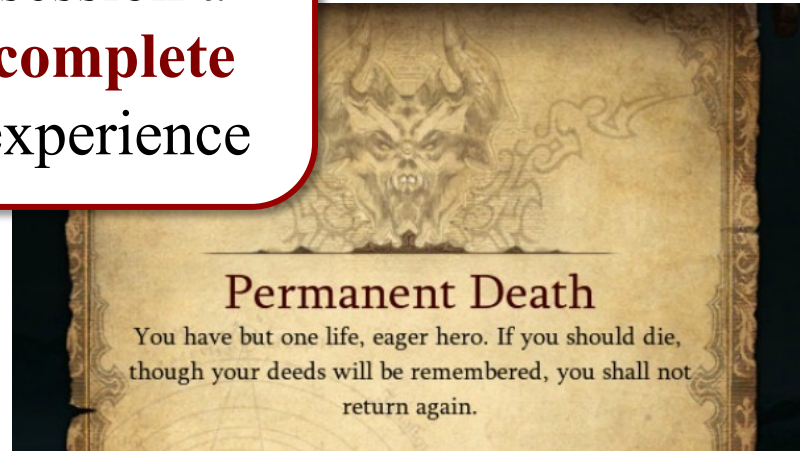 complete
experience
Permanent Death
You have but one life, eager hero. If you should die,
though your deeds will be remembered, you shall not
return again.